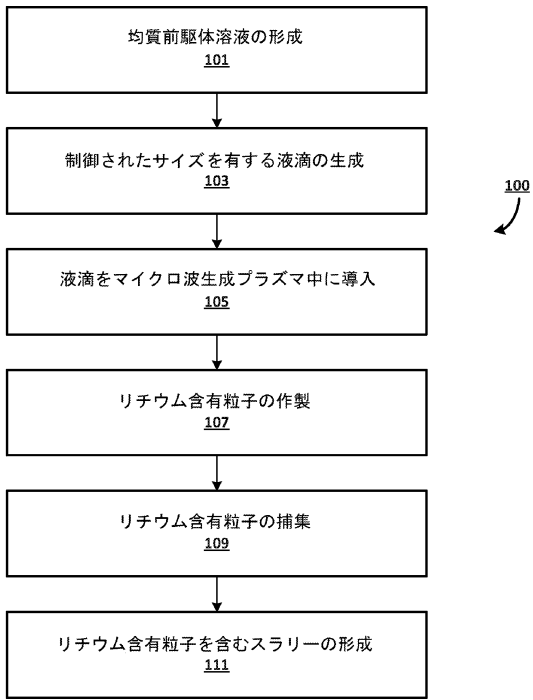 均質前駆体溶液の形成
101
制御されたサイズを有する液滴の生成
103
100
液滴をマイクロ波生成プラズマ中に導入
105
リチウム含有粒子の作製
107
リチウム含有粒子の捕集
109
リチウム含有粒子を含むスラリーの形成
111